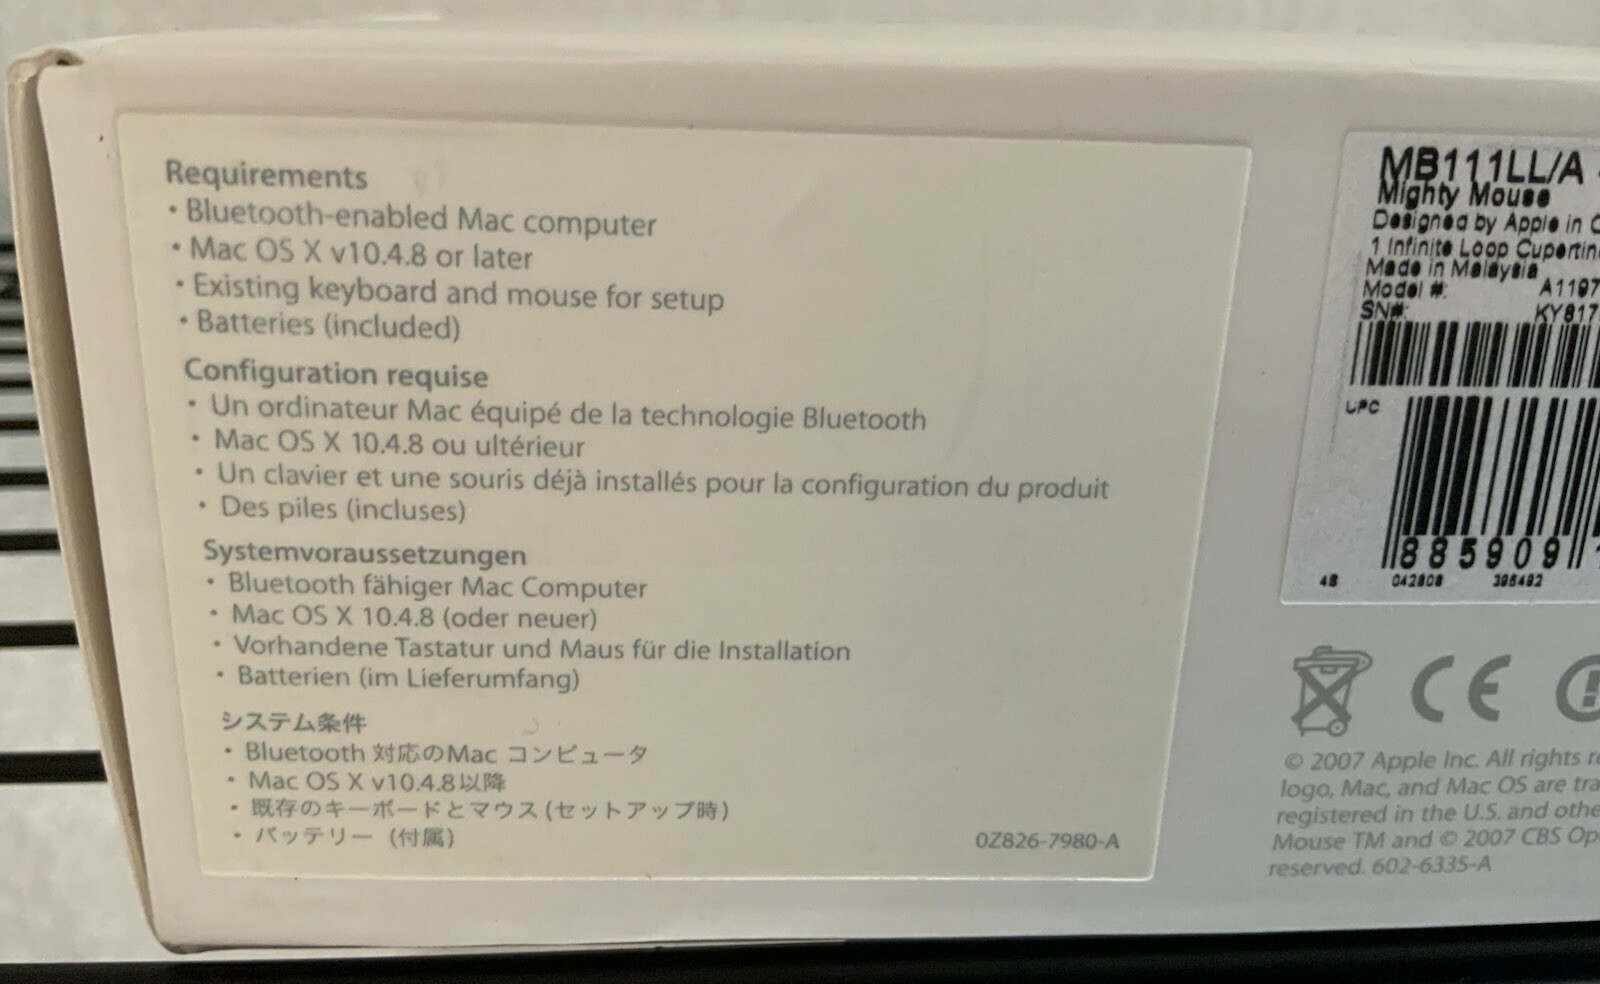 Requirements
• Bluetooth-enabled Mac computer
• Mac OS X v10.4.8 or later
• Existing keyboard and mouse for setup
• Batteries (included)
Configuration requise
• Un ordinateur Mac équipé de la technologie Bluetooth
• Mac OS X 10.4.8 ou ultérieur
• Un clavier et une souris déjà installés pour la configuration du produit
• Des piles (incluses)
Systemvoraussetzungen
• Bluetooth fähiger Mac Computer
• Mac OS X 10.4.8 (oder neuer)
• Vorhandene Tastatur und Maus für die Installation
• Batterien (im Lieferumfang)
システム条件
• Bluetooth 対応のMac コンピュータ
• Mac OS X v10.4.8以降
• 既存のキーボードとマウス(セットアップ時)
• バッテリー (付属)
0Z826-7980-A
MB111LL/A
Mighty Mouse
Designed by Apple in
1 Infinite Loop Cupertin
Made in Malaysia
Model #: A1197
SN#: KY817
UPC
885909
4S 042808 395492
CE
© 2007 Apple Inc. All rights
logo, Mac, and Mac OS are
registered in the U.S. and
Mouse TM and © 2007 CBS
reserved. 602-6335-A